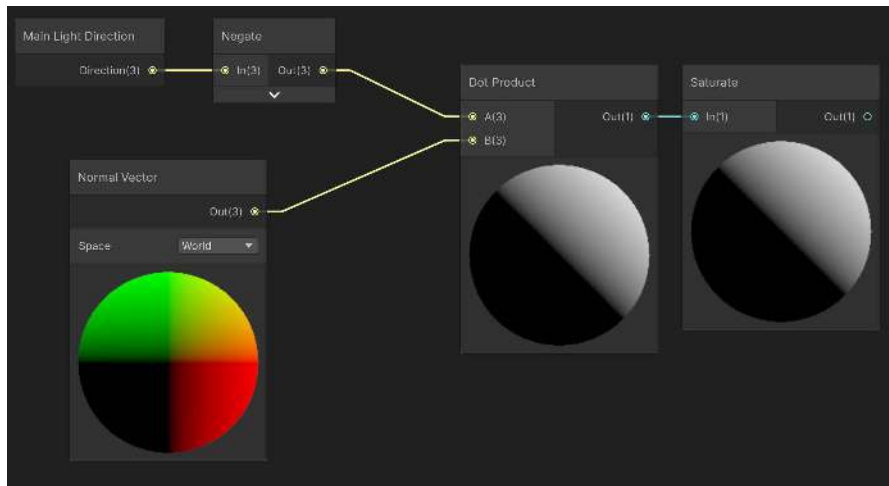 Main Light Direction
Direction(3)
Negate
In(3) Out(3)
Normal Vector
Out(3)
Space World
Dot Product
A(3) Out(1)
B(3)
Saturate
In(1) Out(1)